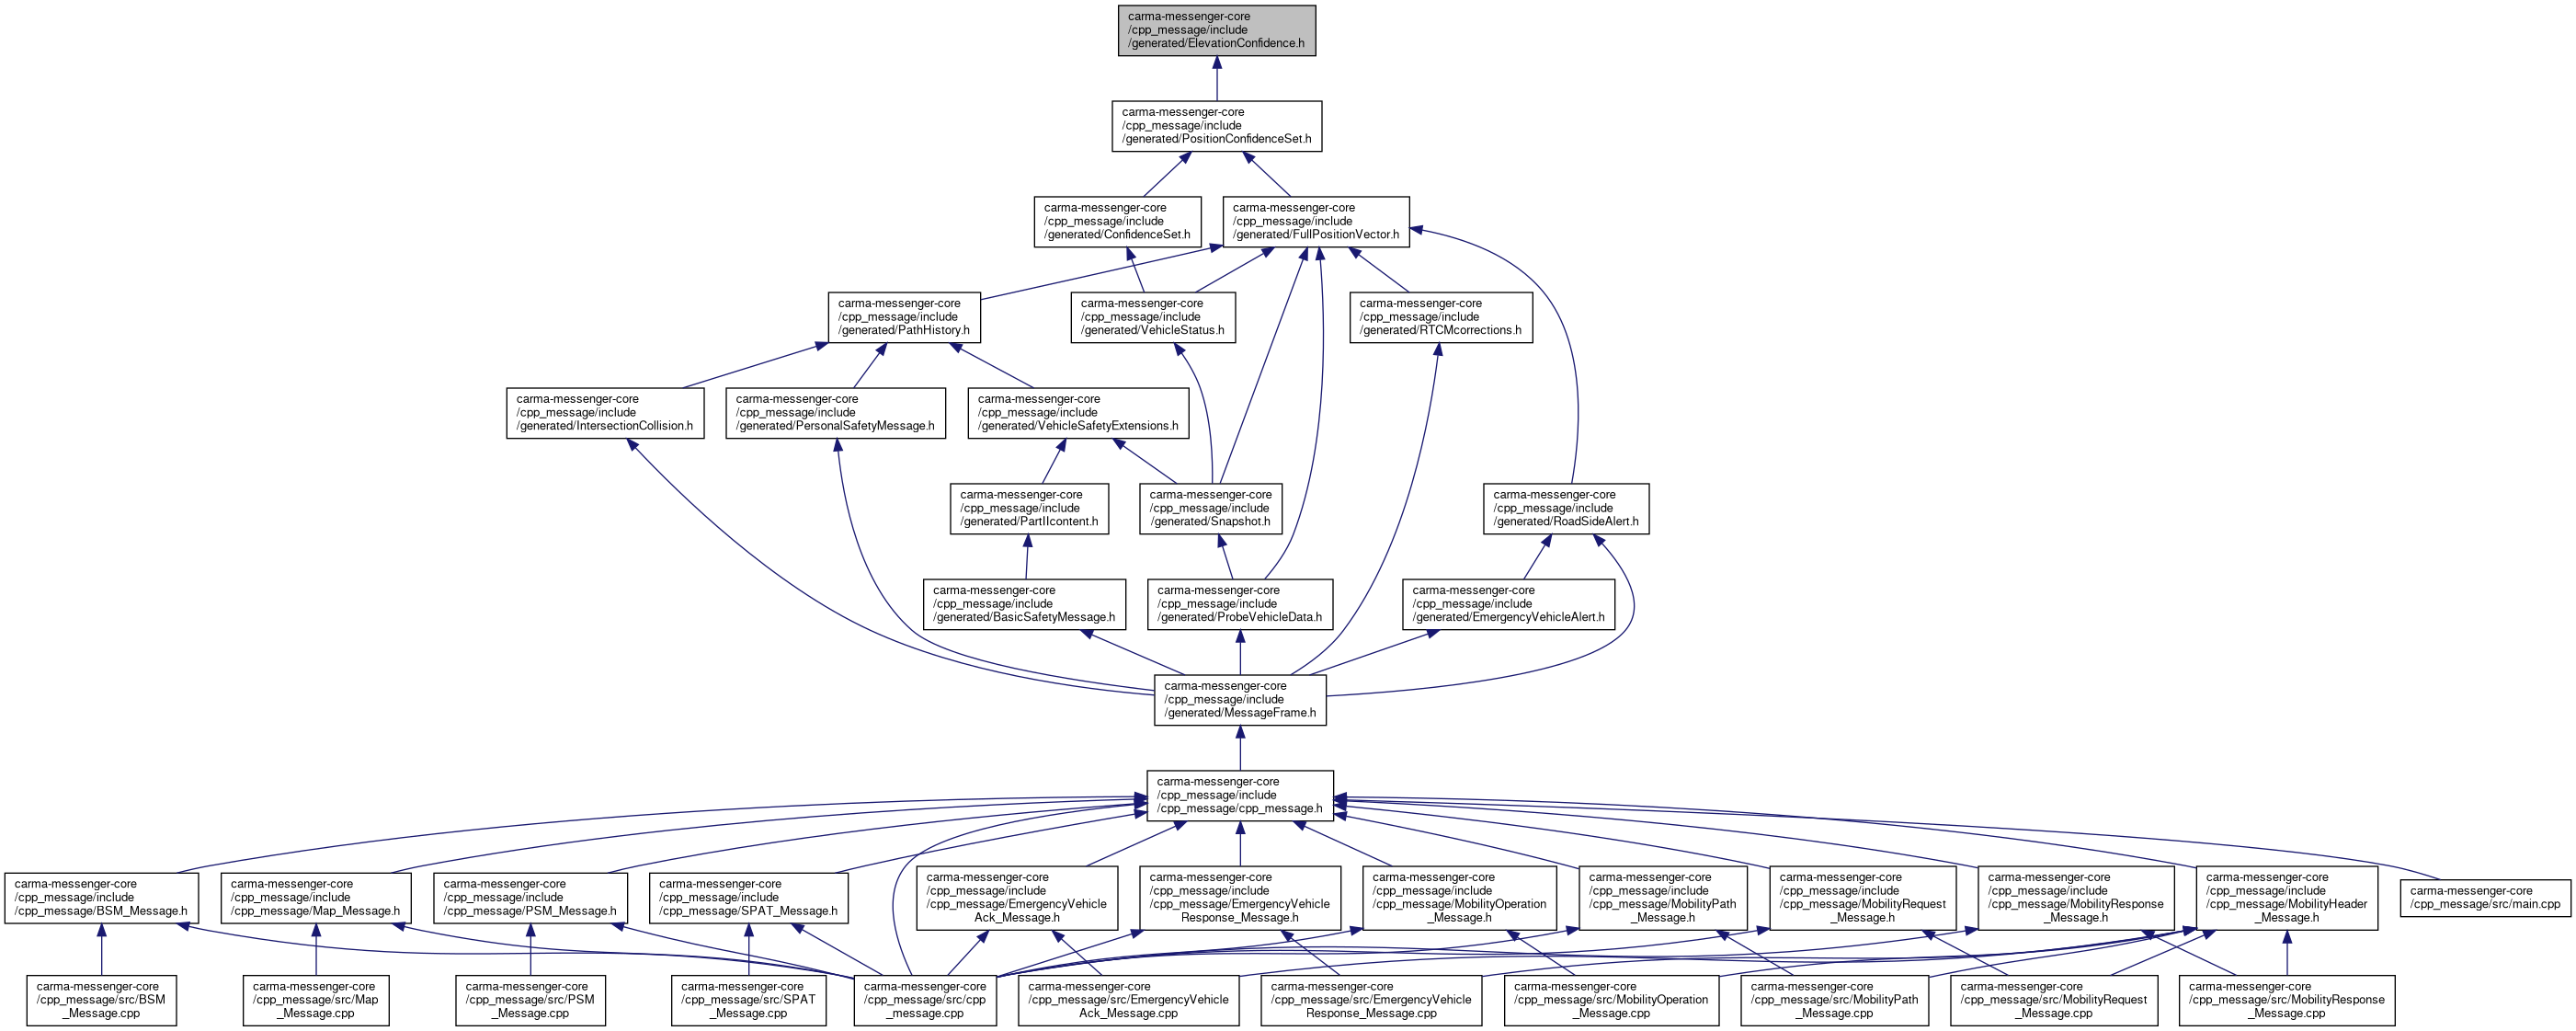 carma-messenger-core
/cpp_message/include
/generated/ElevationConfidence.h
carma-messenger-core
/cpp_message/include
/generated/PositionConfidenceSet.h
carma-messenger-core
/cpp_message/include
/generated/ConfidenceSet.h
carma-messenger-core
/cpp_message/include
/generated/FullPositionVector.h
carma-messenger-core
/cpp_message/include
/generated/PathHistory.h
carma-messenger-core
/cpp_message/include
/generated/VehicleStatus.h
carma-messenger-core
/cpp_message/include
/generated/RTCMcorrections.h
carma-messenger-core
/cpp_message/include
/generated/IntersectionCollision.h
carma-messenger-core
/cpp_message/include
/generated/PersonalSafetyMessage.h
carma-messenger-core
/cpp_message/include
/generated/VehicleSafetyExtensions.h
carma-messenger-core
/cpp_message/include
/generated/PartIIcontent.h
carma-messenger-core
/cpp_message/include
/generated/Snapshot.h
carma-messenger-core
/cpp_message/include
/generated/RoadSideAlert.h
carma-messenger-core
/cpp_message/include
/generated/BasicSafetyMessage.h
carma-messenger-core
/cpp_message/include
/generated/ProbeVehicleData.h
carma-messenger-core
/cpp_message/include
/generated/EmergencyVehicleAlert.h
carma-messenger-core
/cpp_message/include
/generated/MessageFrame.h
carma-messenger-core
/cpp_message/include
/cpp_message/cpp_message.h
carma-messenger-core
/cpp_message/include
/cpp_message/BSM_Message.h
carma-messenger-core
/cpp_message/include
/cpp_message/Map_Message.h
carma-messenger-core
/cpp_message/include
/cpp_message/PSM_Message.h
carma-messenger-core
/cpp_message/include
/cpp_message/SPAT_Message.h
carma-messenger-core
/cpp_message/include
/cpp_message/EmergencyVehicle
Ack_Message.h
carma-messenger-core
/cpp_message/include
/cpp_message/EmergencyVehicle
Response_Message.h
carma-messenger-core
/cpp_message/include
/cpp_message/MobilityOperation
_Message.h
carma-messenger-core
/cpp_message/include
/cpp_message/MobilityPath
_Message.h
carma-messenger-core
/cpp_message/include
/cpp_message/MobilityRequest
_Message.h
carma-messenger-core
/cpp_message/include
/cpp_message/MobilityResponse
_Message.h
carma-messenger-core
/cpp_message/include
/cpp_message/MobilityHeader
_Message.h
carma-messenger-core
/cpp_message/src/main.cpp
carma-messenger-core
/cpp_message/src/BSM
_Message.cpp
carma-messenger-core
/cpp_message/src/Map
_Message.cpp
carma-messenger-core
/cpp_message/src/PSM
_Message.cpp
carma-messenger-core
/cpp_message/src/SPAT
_Message.cpp
carma-messenger-core
/cpp_message/src/cpp
_message.cpp
carma-messenger-core
/cpp_message/src/EmergencyVehicle
Ack_Message.cpp
carma-messenger-core
/cpp_message/src/EmergencyVehicle
Response_Message.cpp
carma-messenger-core
/cpp_message/src/MobilityOperation
_Message.cpp
carma-messenger-core
/cpp_message/src/MobilityPath
_Message.cpp
carma-messenger-core
/cpp_message/src/MobilityRequest
_Message.cpp
carma-messenger-core
/cpp_message/src/MobilityResponse
_Message.cpp